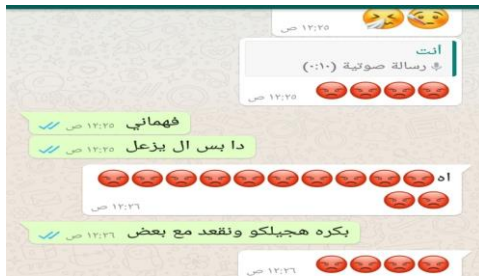 🤒🤧
١٢:٢٥ ص
انت
رسالة صوتية (٠:١٠)
😡😡😡😡
١٢:٢٥ ص
فهماني ١٢:٢٥ ص
دا بس ال يزعل ١٢:٢٥ ص
اه 😡😡😡😡😡😡😡😡😡😡
😡😡
١٢:٢٦ ص
بكره هجيلكو ونقعد مع بعض ١٢:٢٦ ص
😡😡😡😡
١٢:٢٦ ص